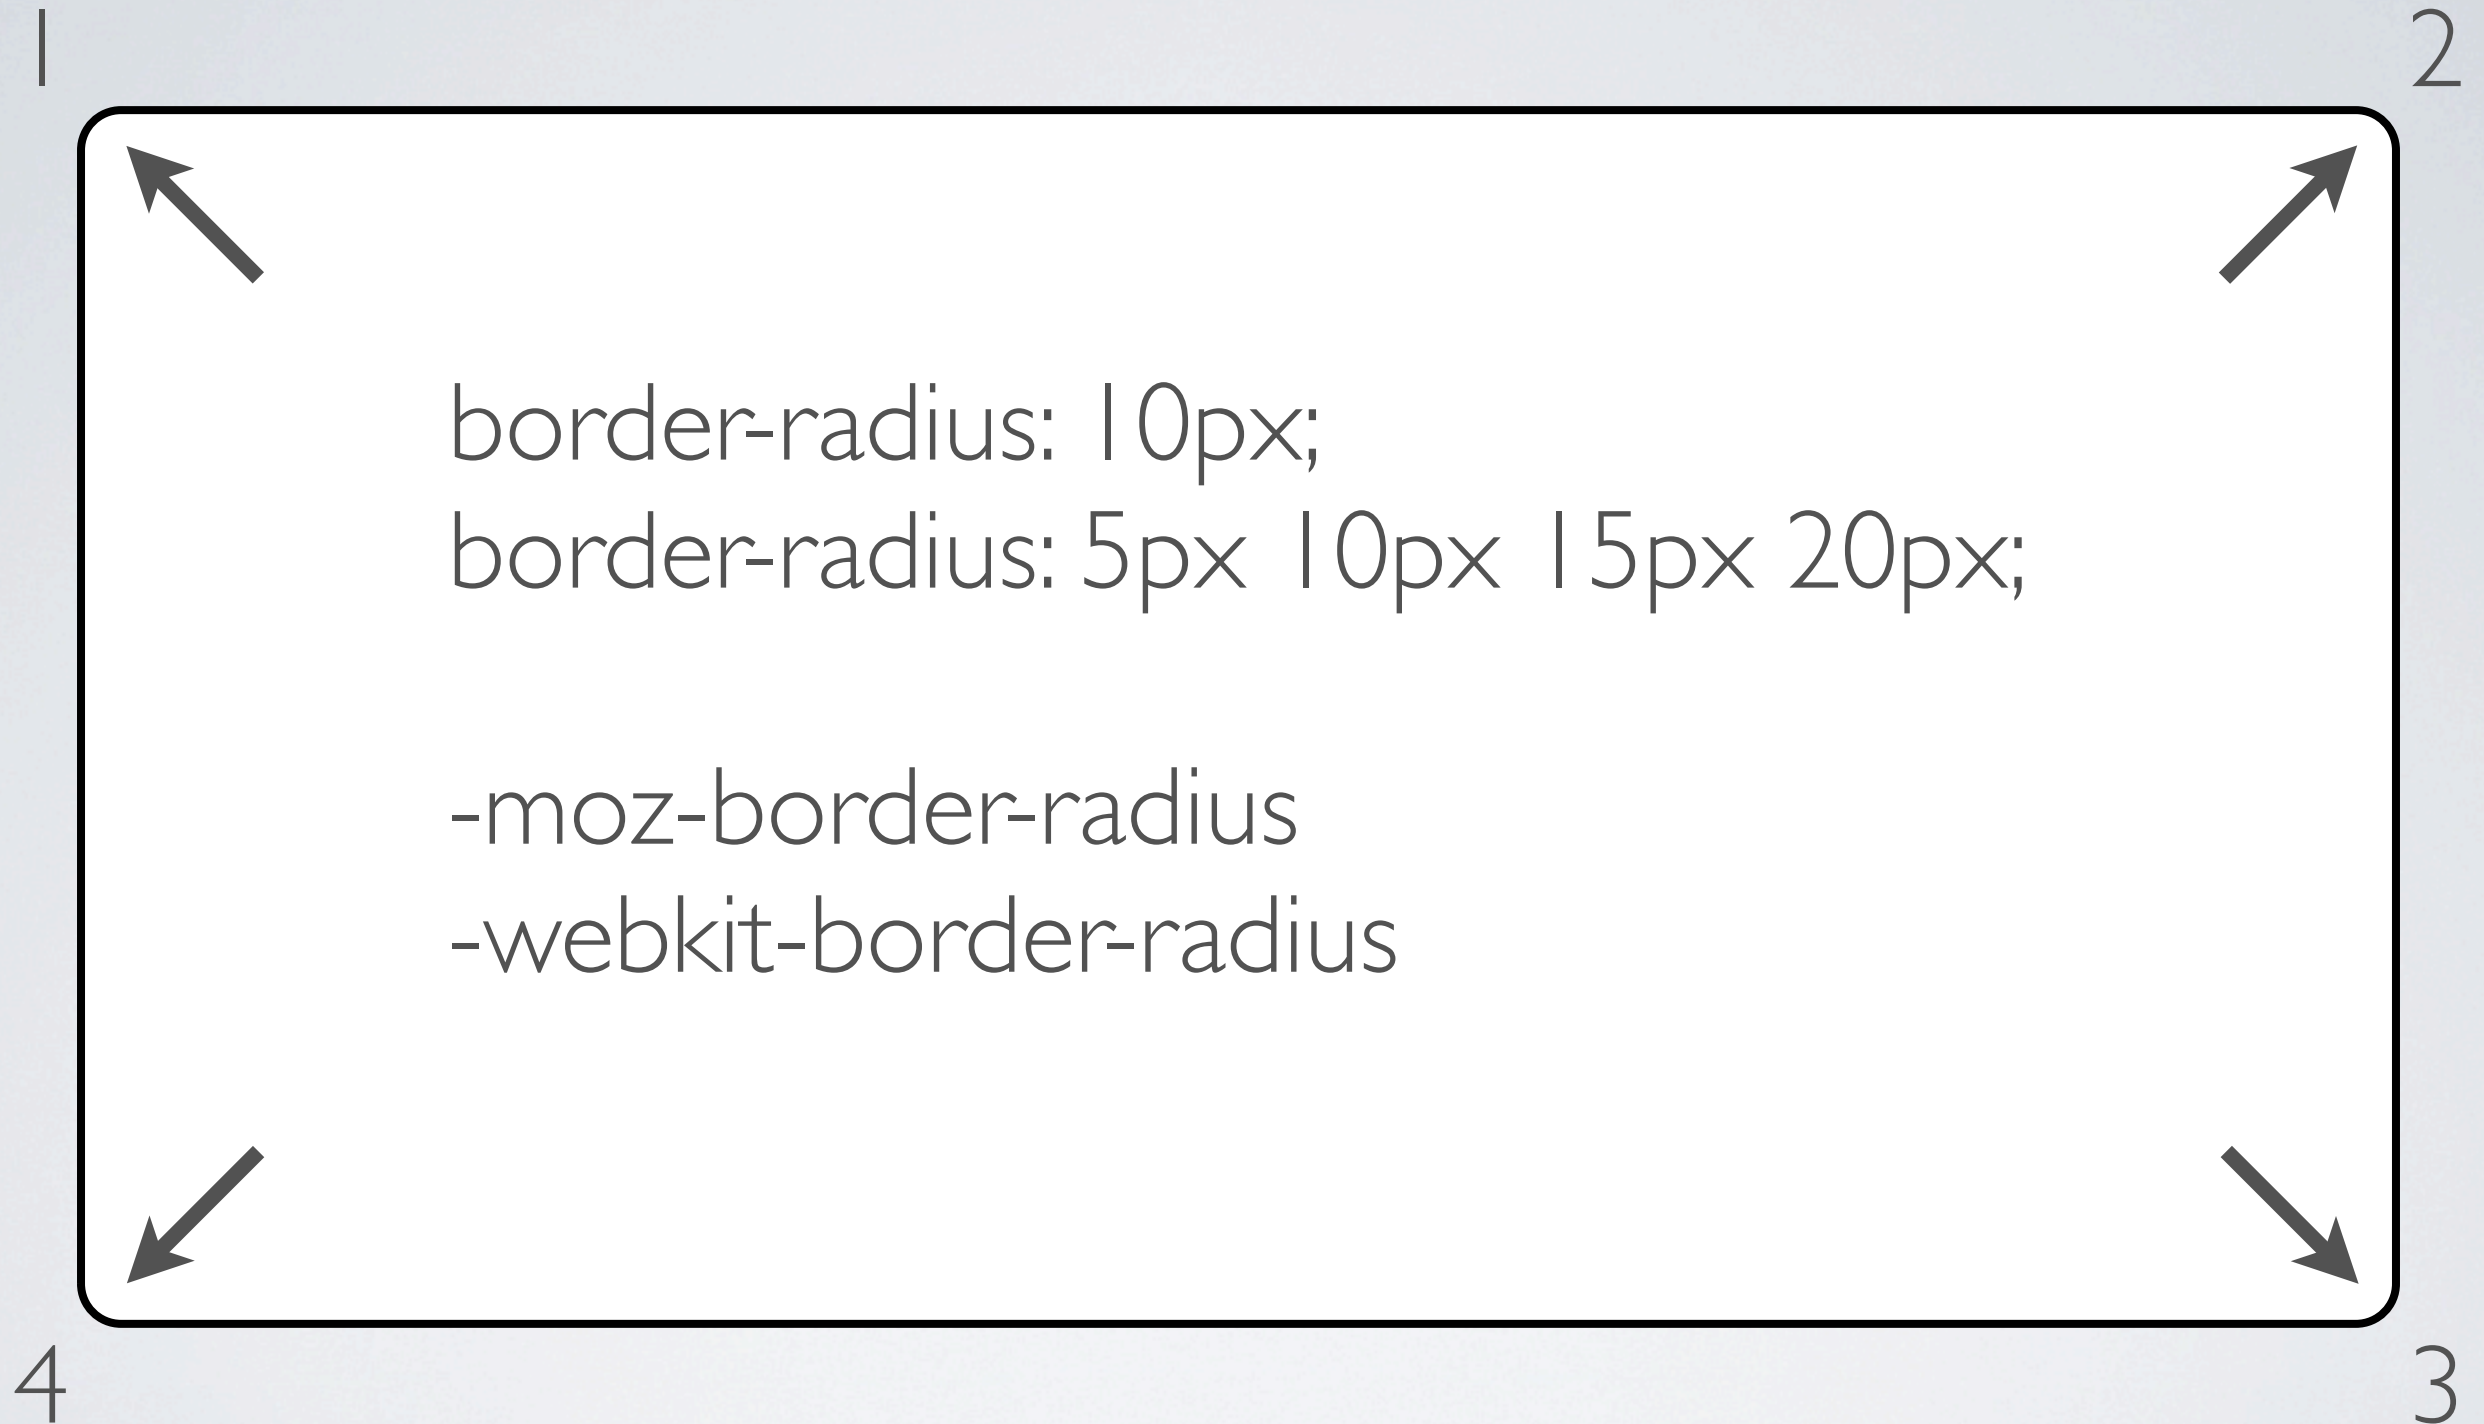 1
2
border-radius: 10px;
border-radius: 5px 10px 15px 20px;
-moz-border-radius
-webkit-border-radius
4
3